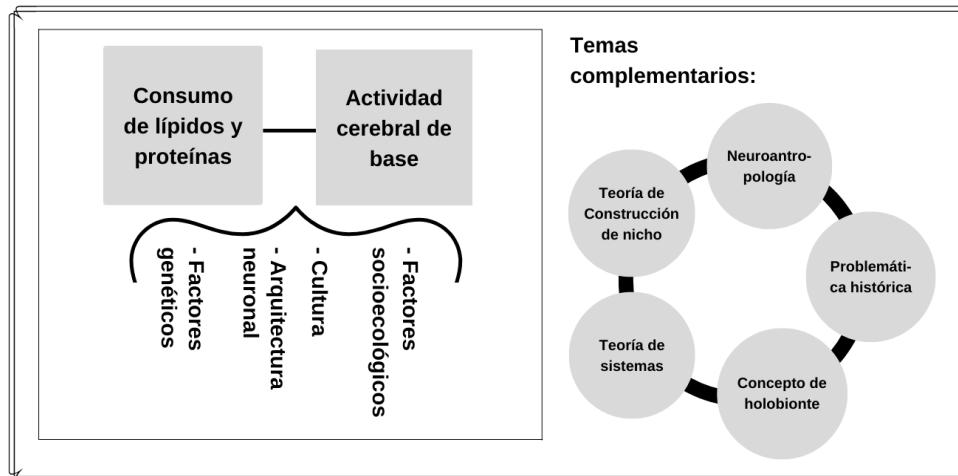 Consumo
de lípidos y
proteínas
Actividad
cerebral de
base
- Factores
genéticos
- Arquitectura
neuronal
- Cultura
- Factores
socioecológicos
Temas
complementarios:
Neuroantro-
pología
Problemáti-
ca histórica
Concepto de
holobionte
Teoría de
sistemas
Teoría de
Construcción
de nicho